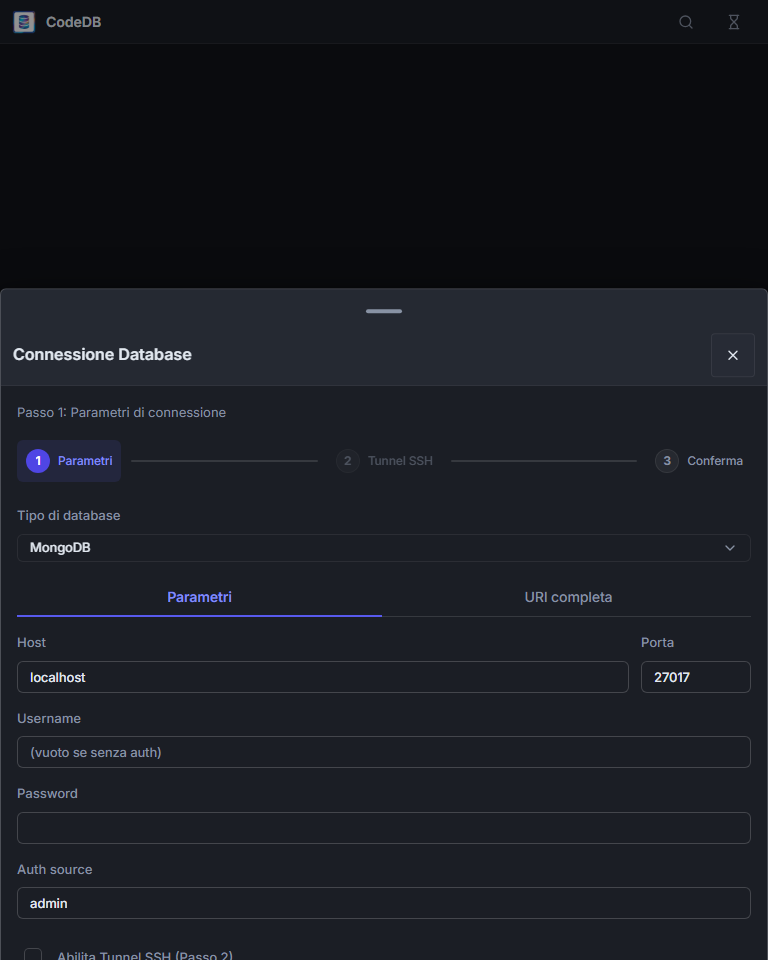 CodeDB
Connessione Database
Passo 1: Parametri di connessione
1 Parametri
2 Tunnel SSH
3 Conferma
Tipo di database
MongoDB
Parametri
URI completa
Host
Porta
localhost
27017
Username
(vuoto se senza auth)
Password
Auth source
admin
Abilita Tunnel SSH (Passo 2)